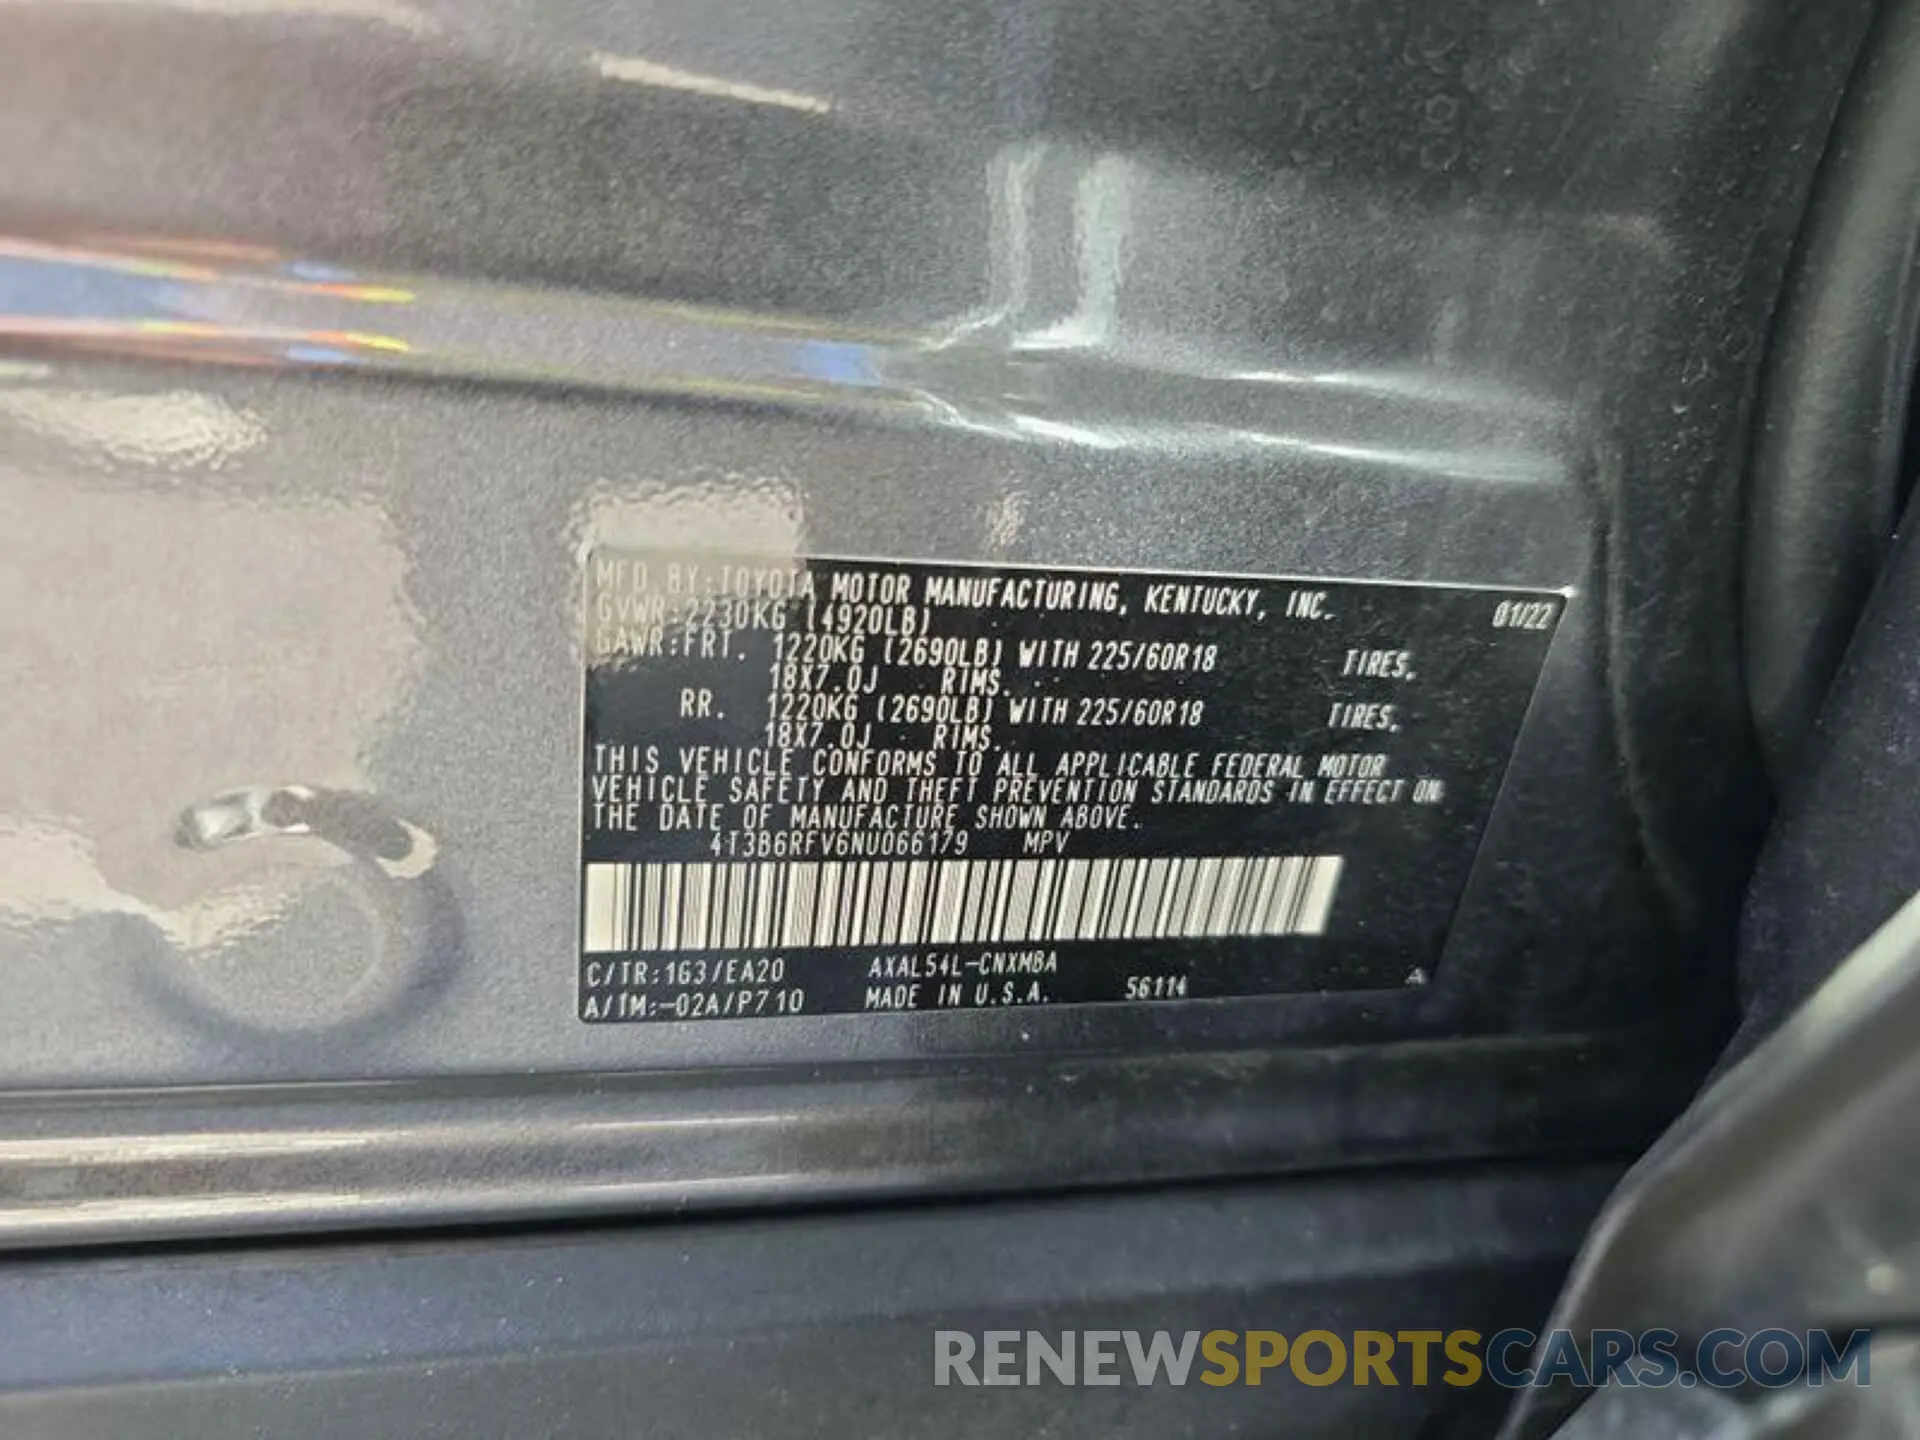 MFD. BY: TOYOTA MOTOR MANUFACTURING, KENTUCKY, INC. 01/22
GVWR: 2230KG (4920LB)
GAWR: FRT. 1220KG (2690LB) WITH 225/60R18 TIRES,
18X7.0J RIMS.
RR. 1220KG (2690LB) WITH 225/60R18 TIRES,
18X7.0J RIMS.
THIS VEHICLE CONFORMS TO ALL APPLICABLE FEDERAL MOTOR
VEHICLE SAFETY AND THEFT PREVENTION STANDARDS IN EFFECT ON
THE DATE OF MANUFACTURE SHOWN ABOVE.
4T3B6RFV6NU066179 MPV
C/TR:1G3/EA20 AXAL54L-CNXMBA
A/TM:-02A/P710 MADE IN U.S.A. 56114 A
RENEWSPORTSCARS.COM